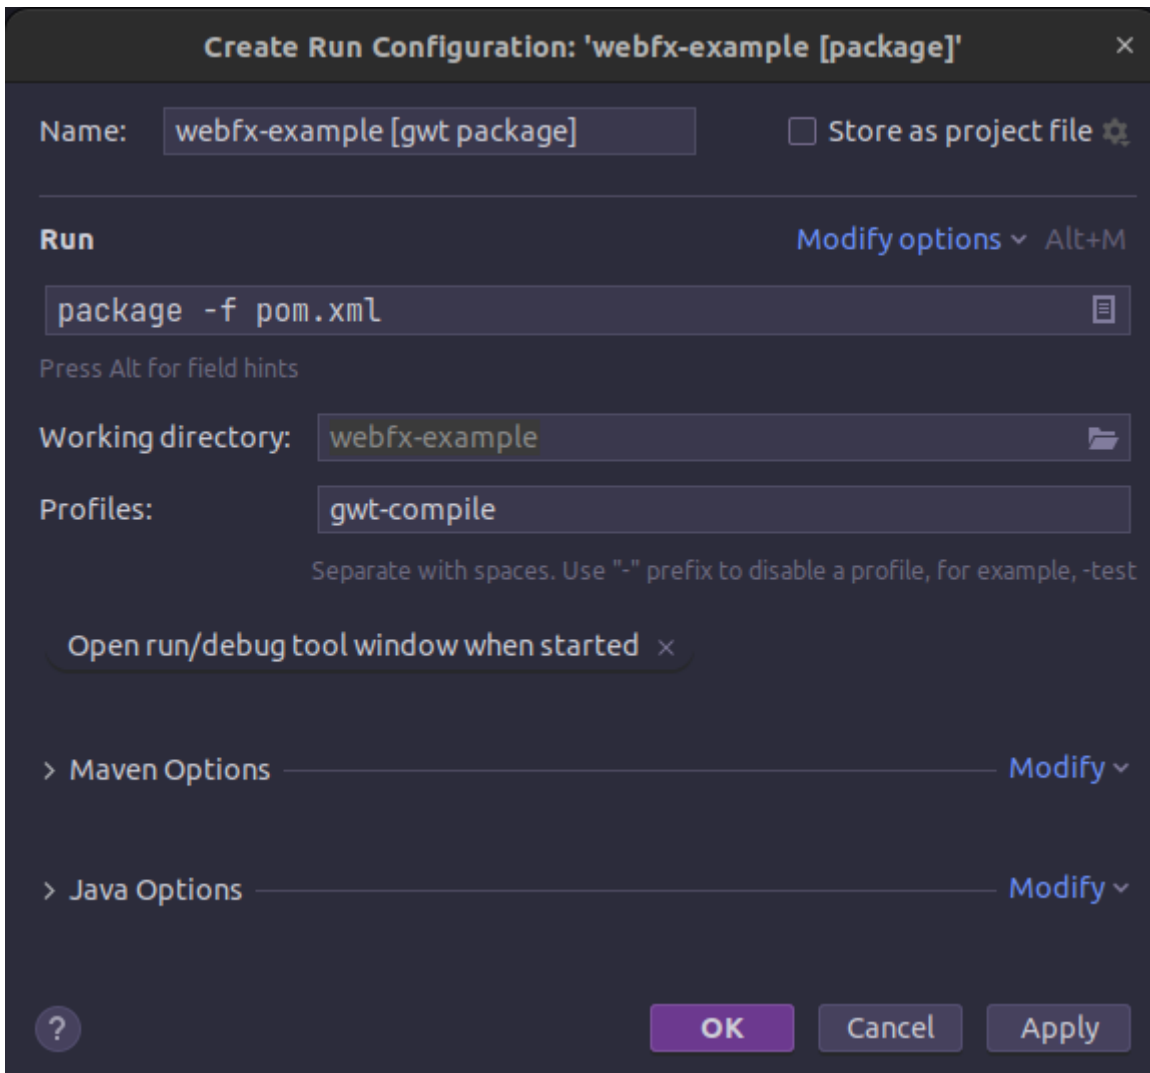 Create Run Configuration: 'webfx-example [package]'
Name: webfx-example [gwt package] Store as project file
Run Modify options Alt+M
package -f pom.xml
Press Alt for field hints
Working directory: webfx-example
Profiles: gwt-compile
Separate with spaces. Use "-" prefix to disable a profile, for example, -test
Open run/debug tool window when started ×
Maven Options Modify
Java Options Modify
? OK Cancel Apply